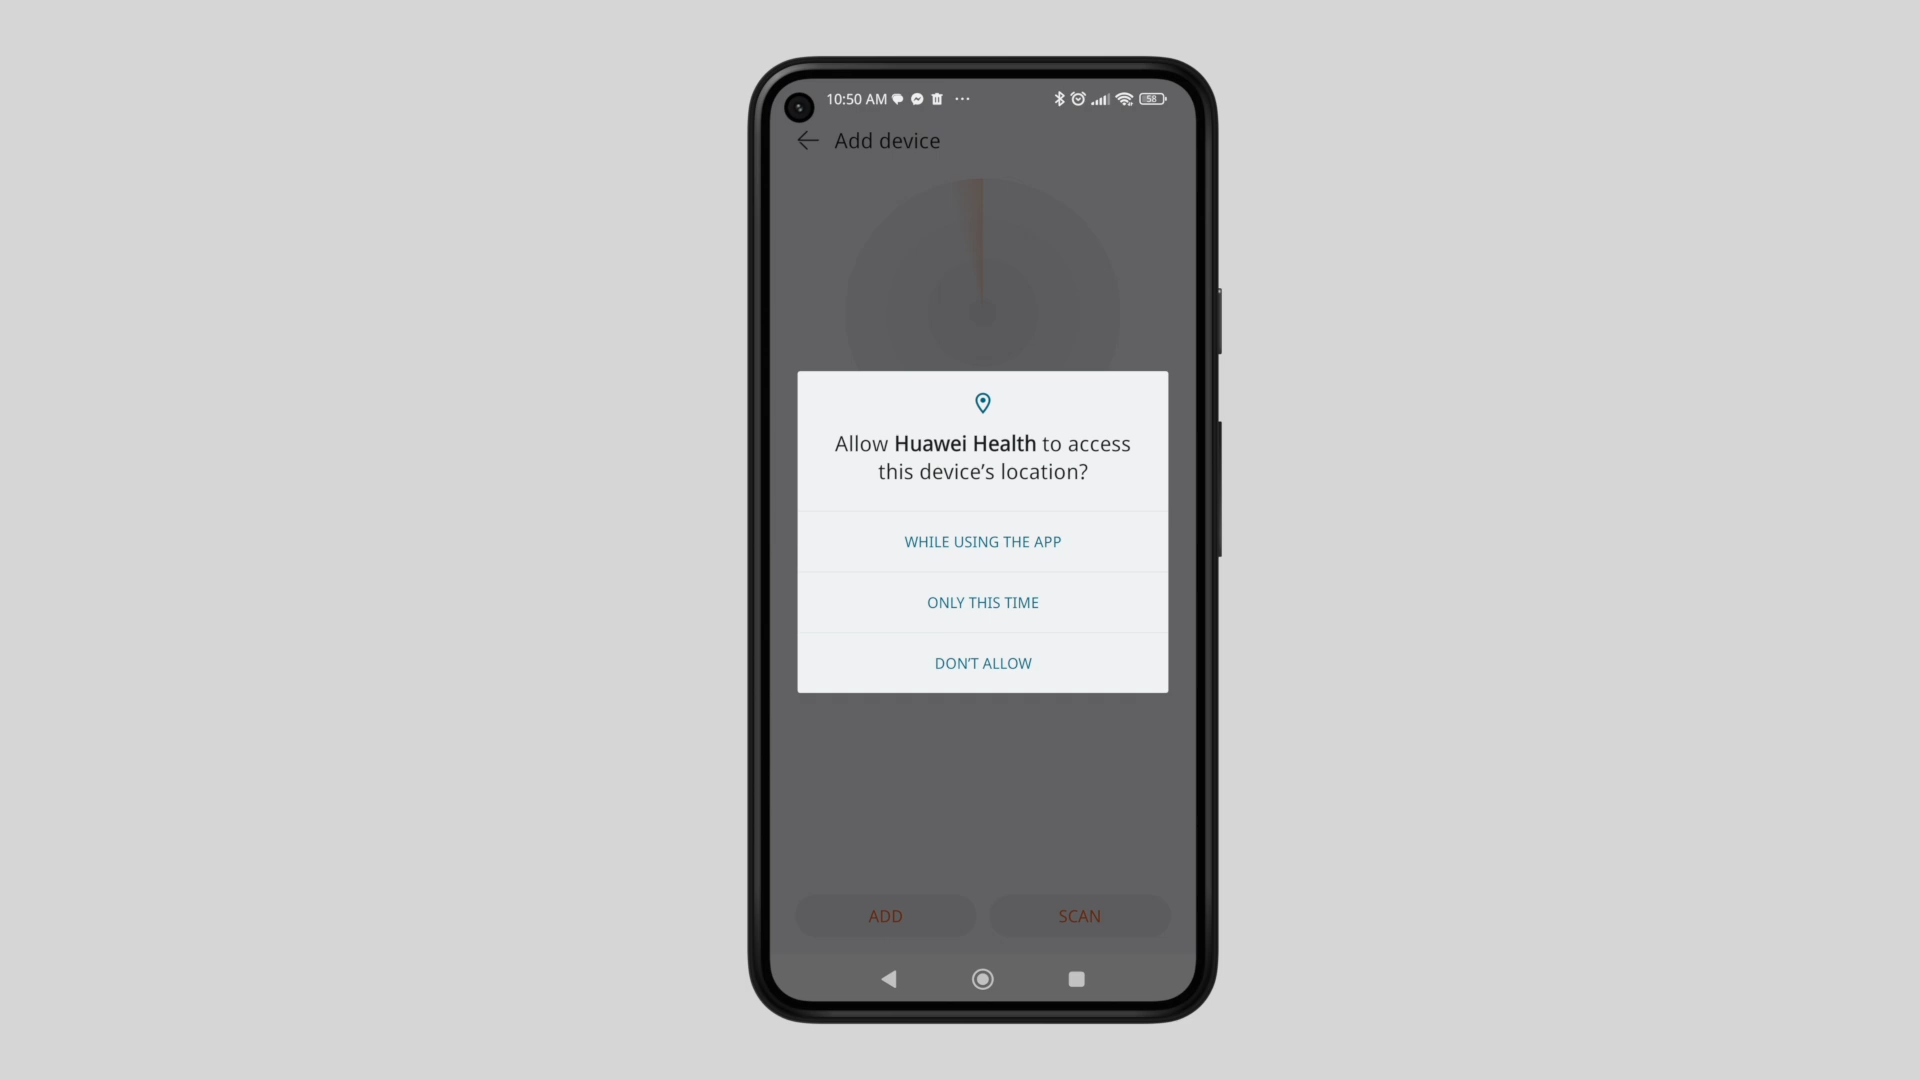 10:50 AM
58
Add device
Allow Huawei Health to access
this device’s location?
WHILE USING THE APP
ONLY THIS TIME
DON’T ALLOW
ADD
SCAN